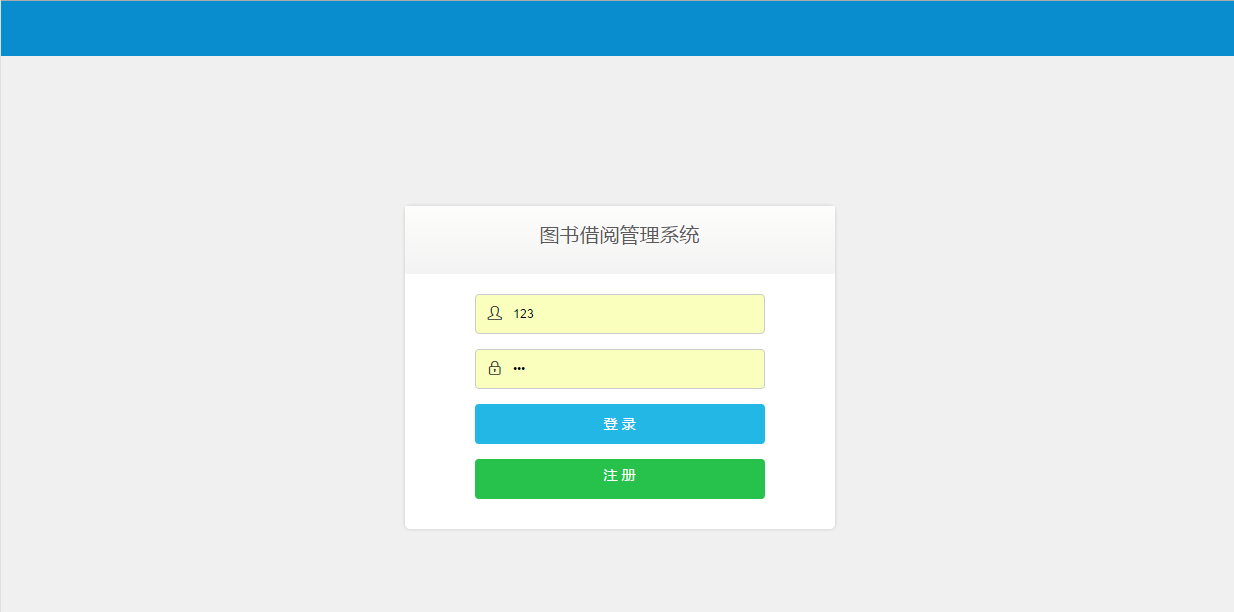 图书借阅管理系统
123
•••
登 录
注 册